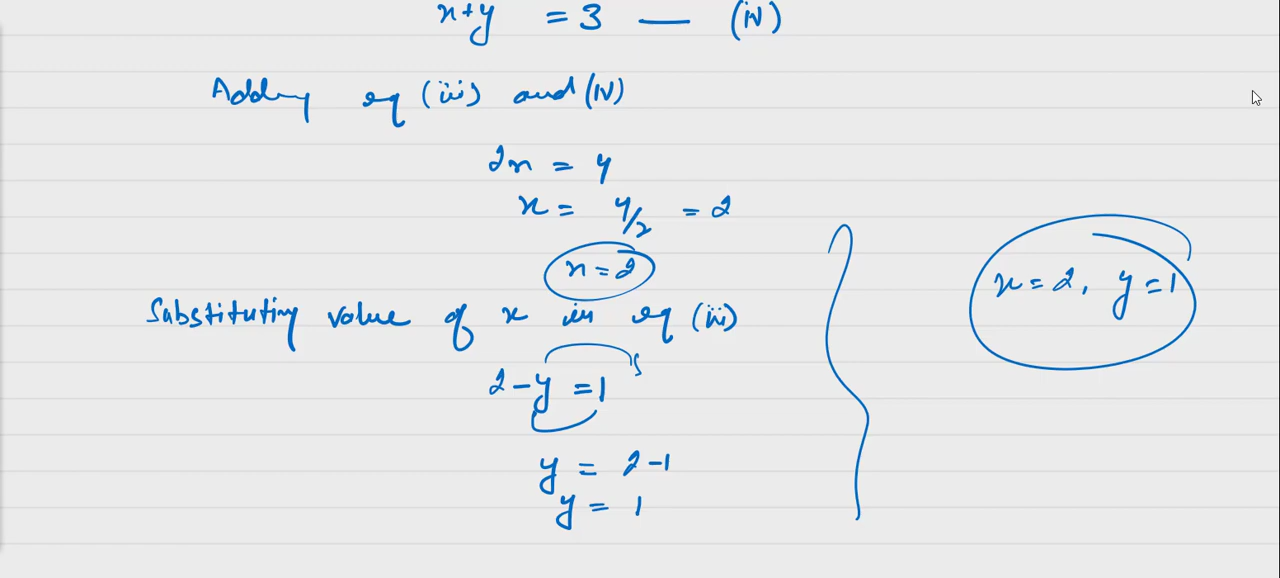 x+y = 3 — (iv)
Adding eq (iii) and (iv)
2x = 4
x = 4/2 = 2
x = 2
Substituting value of x in eq (iii)
2-y = 1
y = 2-1
y = 1
x = 2, y = 1